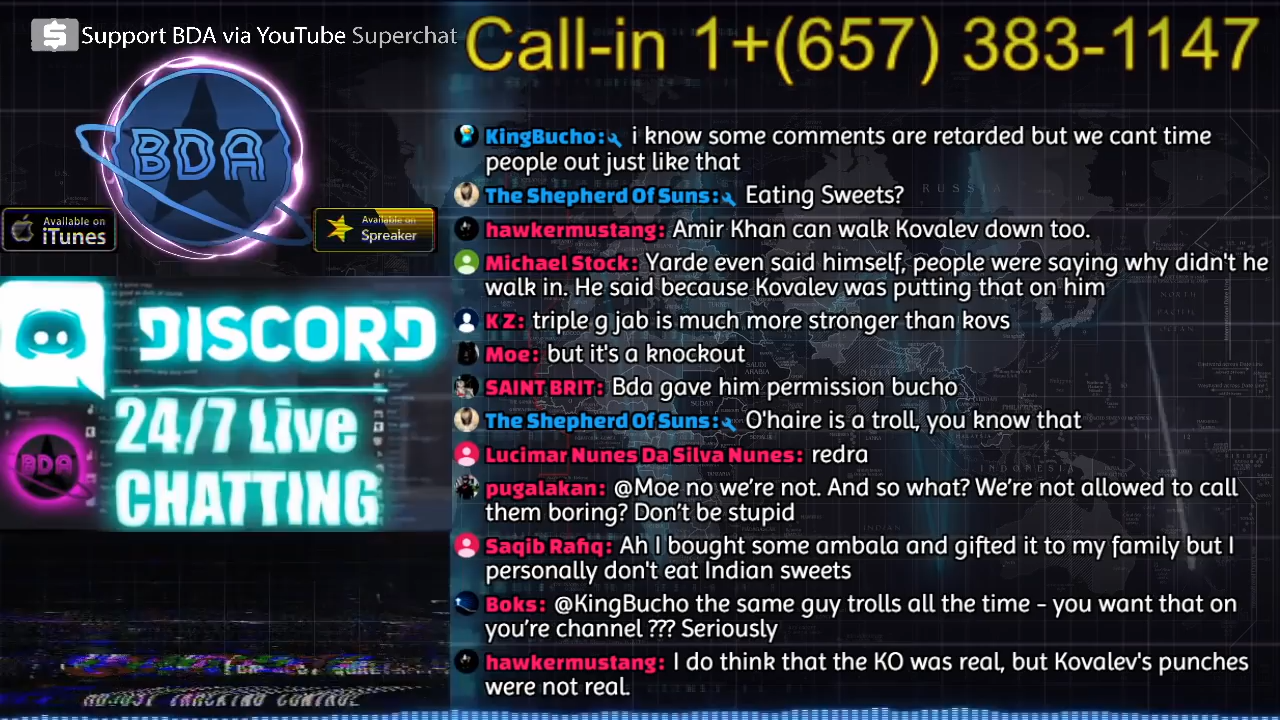 Support BDA via YouTube Superchat
Call-in 1+(657) 383-1147
BDA
Available on
iTunes
Available on
Spreaker
DISCORD
24/7 Live
CHATTING
BDA
ADJUST TRACKING CONTROL
KingBucho: i know some comments are retarded but we cant time
people out just like that
The Shepherd Of Suns: Eating Sweets?
hawkermustang: Amir Khan can walk Kovalev down too.
Michael Stock: Yarde even said himself, people were saying why didn't he
walk in. He said because Kovalev was putting that on him
K Z: triple g jab is much more stronger than kovs
Moe: but it's a knockout
SAINT BRIT: Bda gave him permission bucho
The Shepherd Of Suns: O'haire is a troll, you know that
Lucimar Nunes Da Silva Nunes: redra
pugalakan: @Moe no we’re not. And so what? We’re not allowed to call
them boring? Don’t be stupid
Saqib Rafiq: Ah I bought some ambala and gifted it to my family but I
personally don't eat Indian sweets
Boks: @KingBucho the same guy trolls all the time - you want that on
you’re channel ??? Seriously
hawkermustang: I do think that the KO was real, but Kovalev's punches
were not real.
RUSSIA
INDONESIA